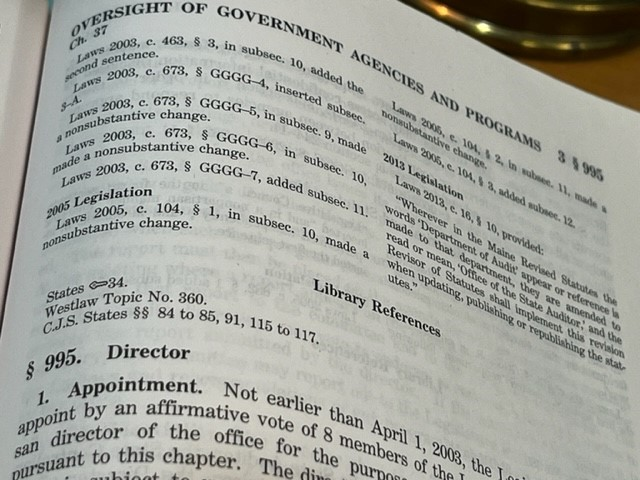 OVERSIGHT OF GOVERNMENT AGENCIES AND PROGRAMS 3 § 995
Ch. 37
Laws 2003, c. 463, § 3, in subsec. 10, added the
second sentence.
Laws 2003, c. 673, § GGGG–4, inserted subsec.
3–A.
Laws 2003, c. 673, § GGGG–5, in subsec. 9, made
a nonsubstantive change.
Laws 2003, c. 673, § GGGG–6, in subsec. 10,
made a nonsubstantive change.
Laws 2003, c. 673, § GGGG–7, added subsec. 11.
2005 Legislation
Laws 2005, c. 104, § 1, in subsec. 10, made a
nonsubstantive change.
Laws 2005, c. 104, § 2, in subsec. 11, made a
nonsubstantive change.
Laws 2005, c. 104, § 3, added subsec. 12.
2013 Legislation
Laws 2013, c. 16, § 10, provided:
“Wherever in the Maine Revised Statutes the
words ‘Department of Audit’ appear or reference is
made to that department, they are amended to
read or mean, ‘Office of the State Auditor,’ and the
Revisor of Statutes shall implement this revision
when updating, publishing or republishing the stat-
utes.”
Library References
States 34.
Westlaw Topic No. 360.
C.J.S. States §§ 84 to 85, 91, 115 to 117.
§ 995. Director
1. Appointment. Not earlier than April 1, 2003, the
appoint by an affirmative vote of 8 members of the
san director of the office for the
pursuant to this chapter. The
subject to